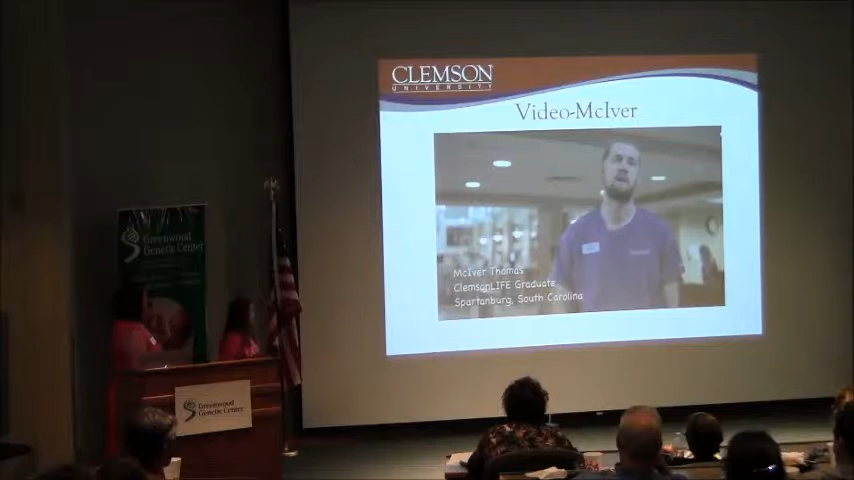 CLEMSON
UNIVERSITY
Video-McIver
McIver Thomas
ClemsonLIFE Graduate
Spartanburg, South Carolina
Greenwood
Genetic Center
Greenwood
Genetic Center